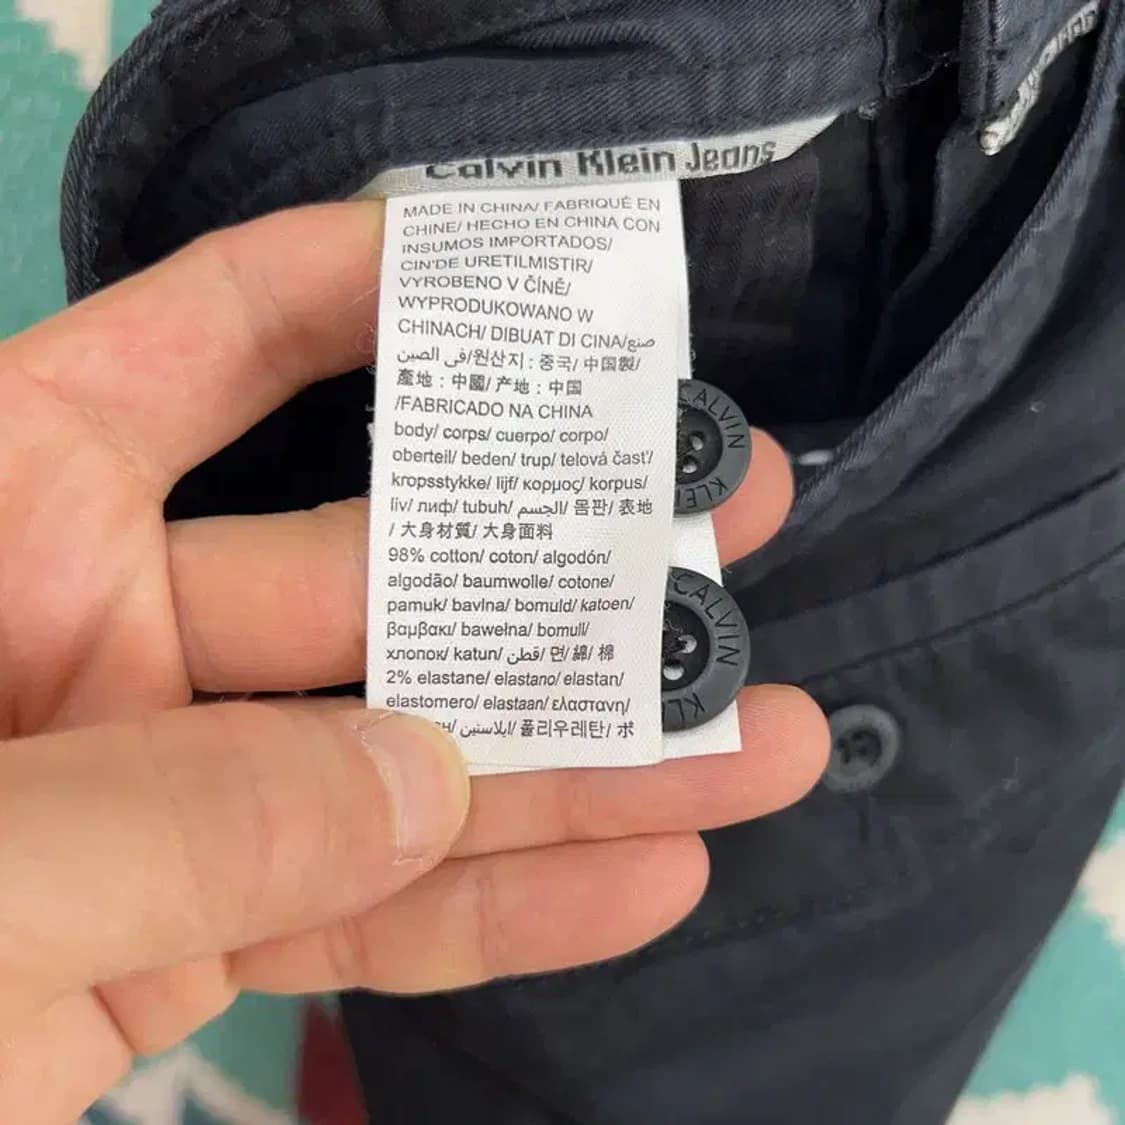 Calvin Klein Jeans
MADE IN CHINA/ FABRIQUÉ EN
CHINE/ HECHO EN CHINA CON
INSUMOS IMPORTADOS/
CIN'DE URETILMISTIR/
VYROBENO V ČÍNĚ/
WYPRODUKOWANO W
CHINACH/ DIBUAT DI CINA/صنع
في الصين/원산지 : 중국/ 中国製/
產地 : 中國/ 产地 : 中国
/FABRICADO NA CHINA
body/ corps/ cuerpo/ corpo/
oberteil/ beden/ trup/ telová časť/
kropsstykke/ lijf/ κορμος/ korpus/
liv/ лиф/ tubuh/ الجسم/ 몸판/ 表地
/ 大身材質/ 大身面料
98% cotton/ coton/ algodón/
algodão/ baumwolle/ cotone/
pamuk/ bavlna/ bomuld/ katoen/
βαμβακι/ bawełna/ bomull/
хлопок/ katun/ قطن/ 면/ 綿/ 棉
2% elastane/ elastano/ elastan/
elastomero/ elastaan/ ελαστανη/
ايلاستين/ 폴리우레탄/ ポ
CALVIN
KLEI
CALVIN
KL